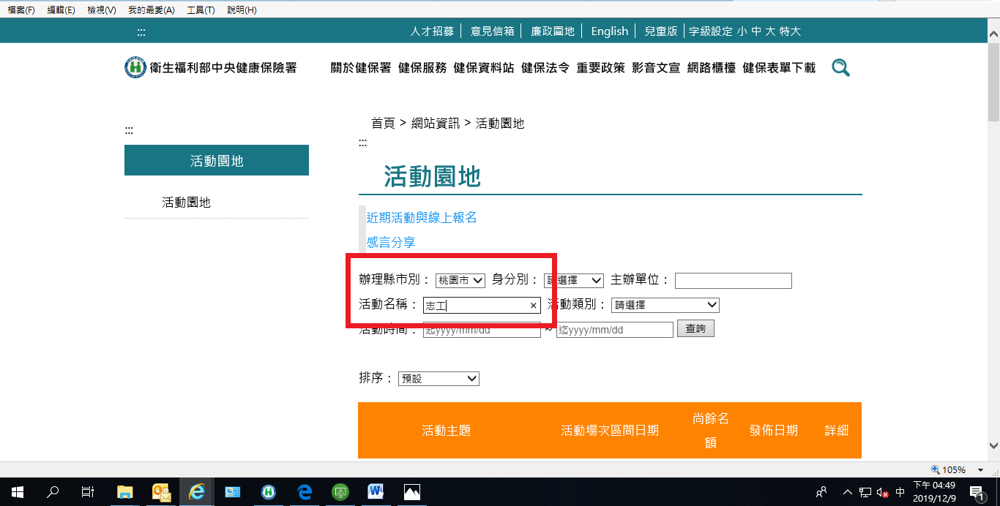 檔案(F) 編輯(E) 檢視(V) 我的最愛(A) 工具(T) 說明(H)
::: 人才招募 意見信箱 廉政園地 English 兒童版 字級設定 小 中 大 特大
衛生福利部中央健康保險署 關於健保署 健保服務 健保資料站 健保法令 重要政策 影音文宣 網路櫃檯 健保表單下載
首頁 > 網站資訊 > 活動園地
:::
:::
活動園地
活動園地
活動園地
近期活動與線上報名
感言分享
辦理縣市別： 桃園市 身分別： 請選擇 主辦單位：
活動名稱： 志工 × 活動類別： 請選擇
活動時間： 起yyyy/mm/dd ~ 迄yyyy/mm/dd 查詢
排序： 預設
活動主題 活動場次區間日期 尚餘名額 發佈日期 詳細
105%
中 下午 04:49
2019/12/9
1